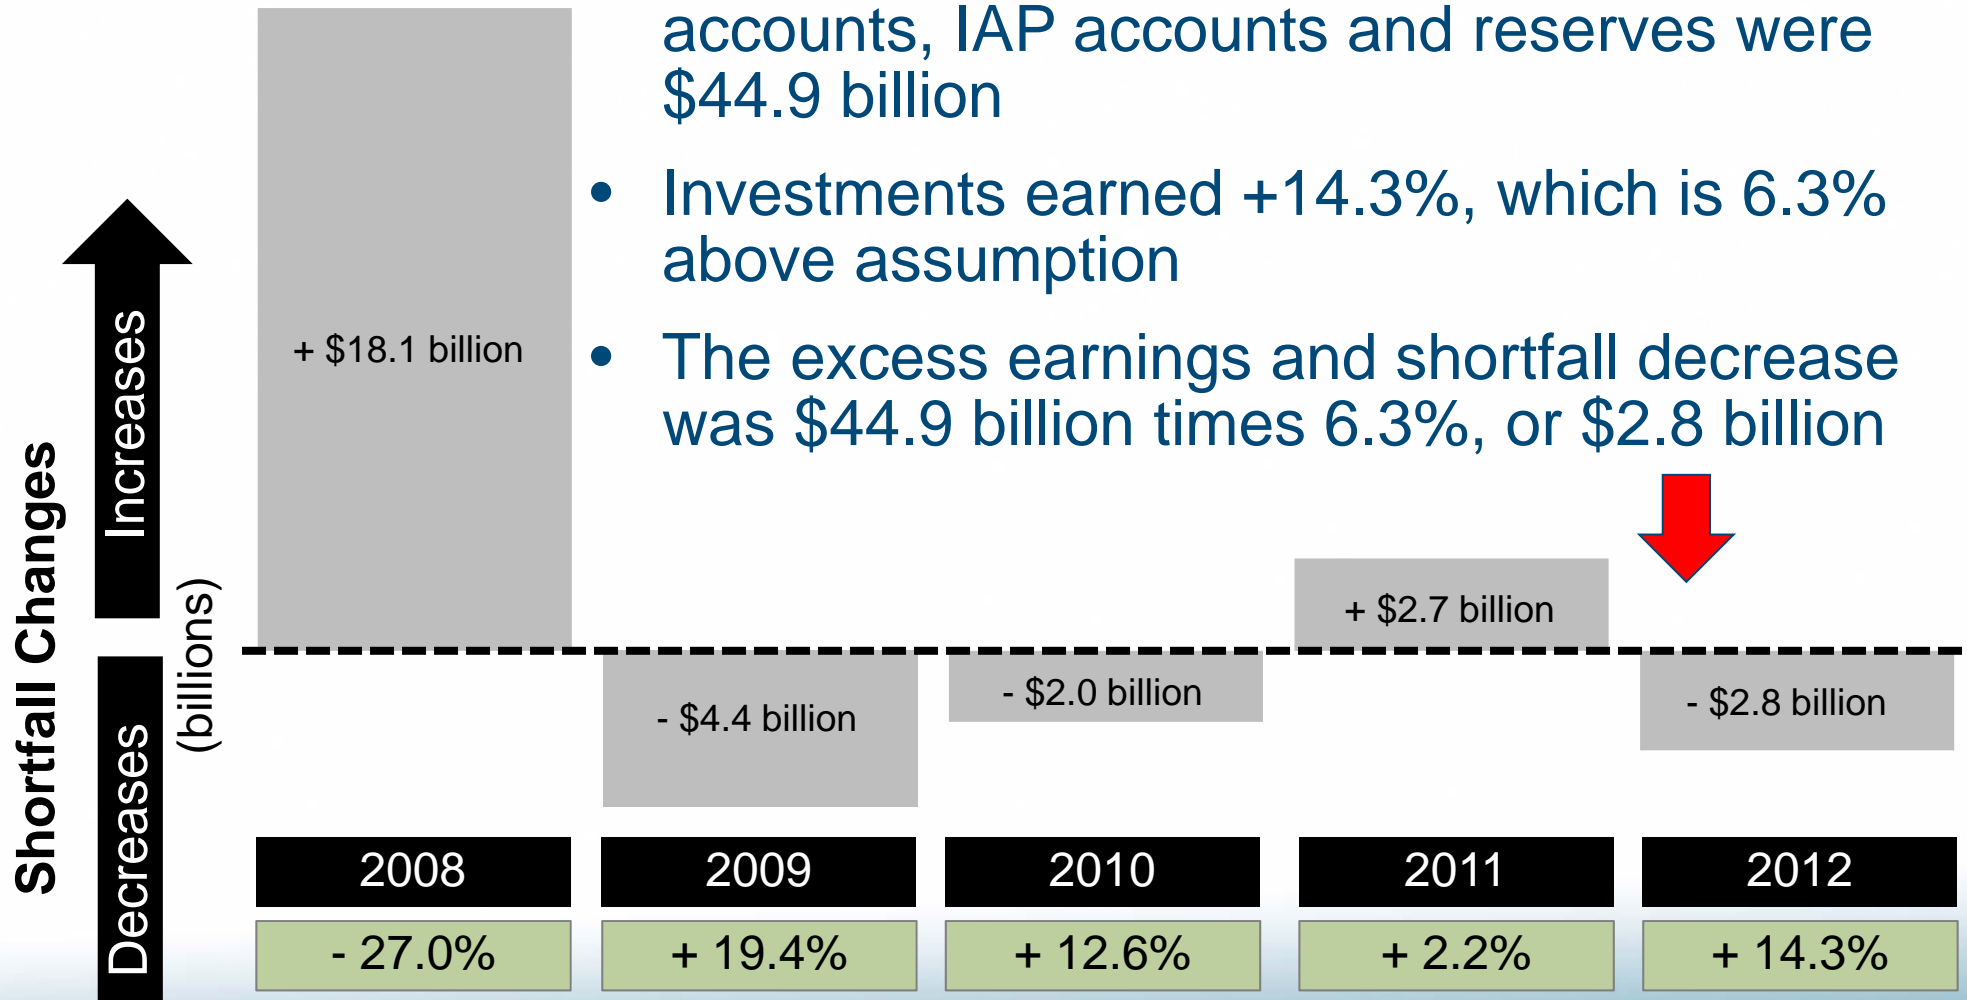 accounts, IAP accounts and reserves were
$44.9 billion
• Investments earned +14.3%, which is 6.3%
above assumption
• The excess earnings and shortfall decrease
was $44.9 billion times 6.3%, or $2.8 billion
Shortfall Changes
(billions)
Increases
Decreases
+ $18.1 billion
- $4.4 billion
- $2.0 billion
+ $2.7 billion
- $2.8 billion
2008
2009
2010
2011
2012
- 27.0%
+ 19.4%
+ 12.6%
+ 2.2%
+ 14.3%